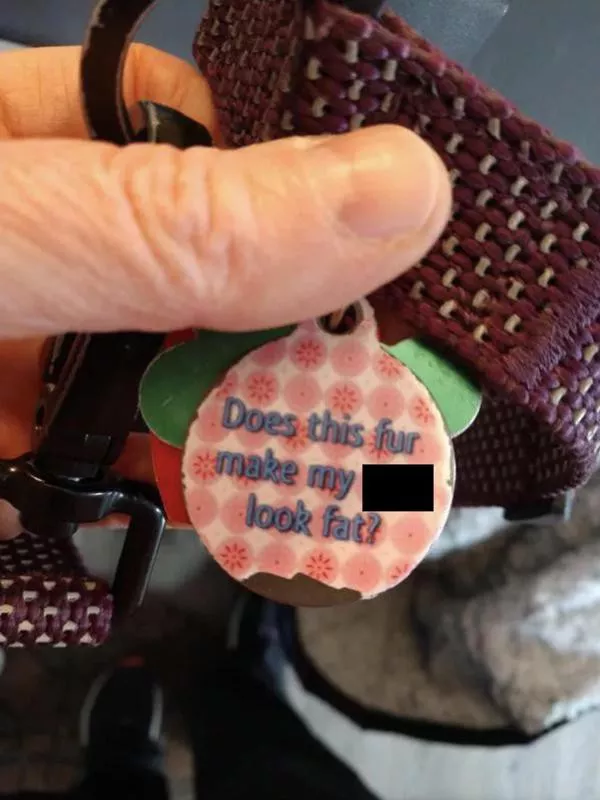 Does this fur
make my
look fat?